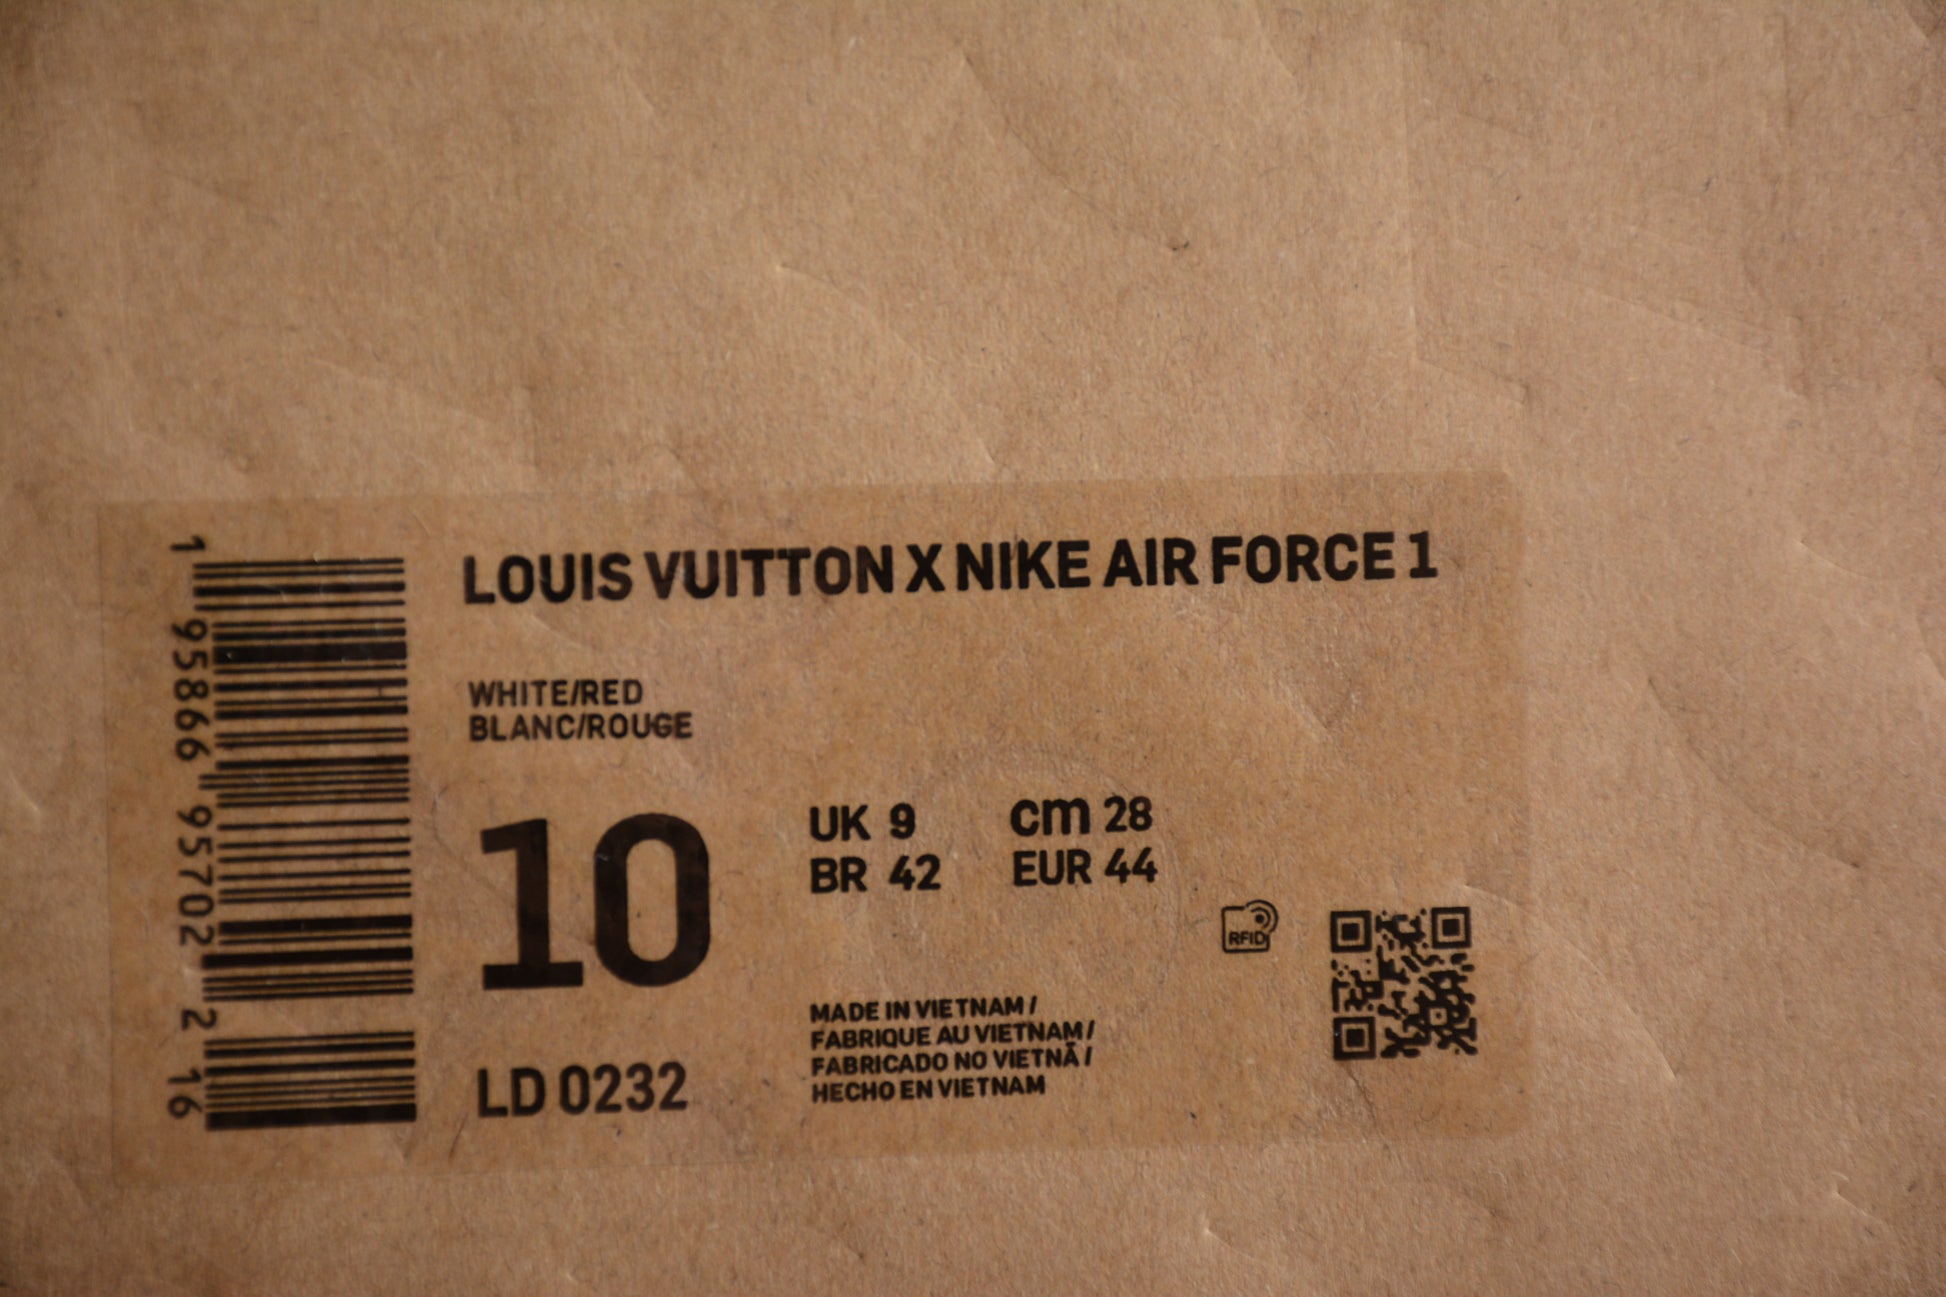 LOUIS VUITTON X NIKE AIR FORCE 1
WHITE/RED
BLANC/ROUGE
10
UK 9
cm 28
BR 42
EUR 44
RFID
MADE IN VIETNAM /
FABRIQUE AU VIETNAM /
FABRICADO NO VIETNÃ /
HECHO EN VIETNAM
LD 0232
1 95866 95702 2 16